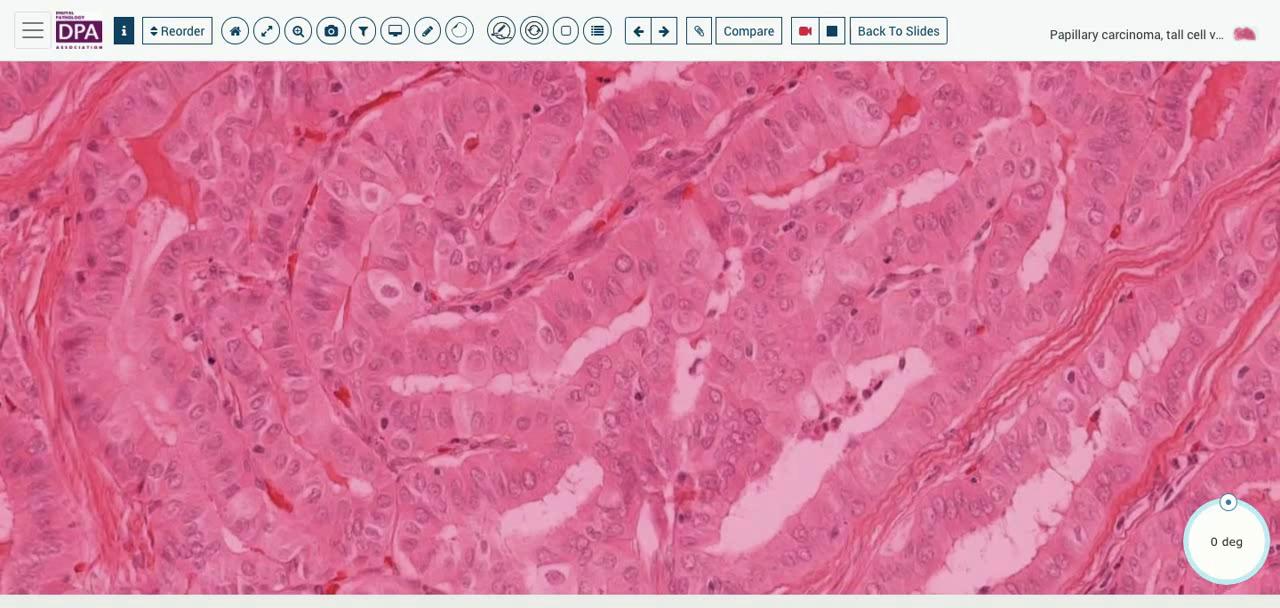 DIGITAL
PATHOLOGY
DPA
ASSOCIATION
i
Reorder
Compare
Back To Slides
Papillary carcinoma, tall cell v...
0 deg